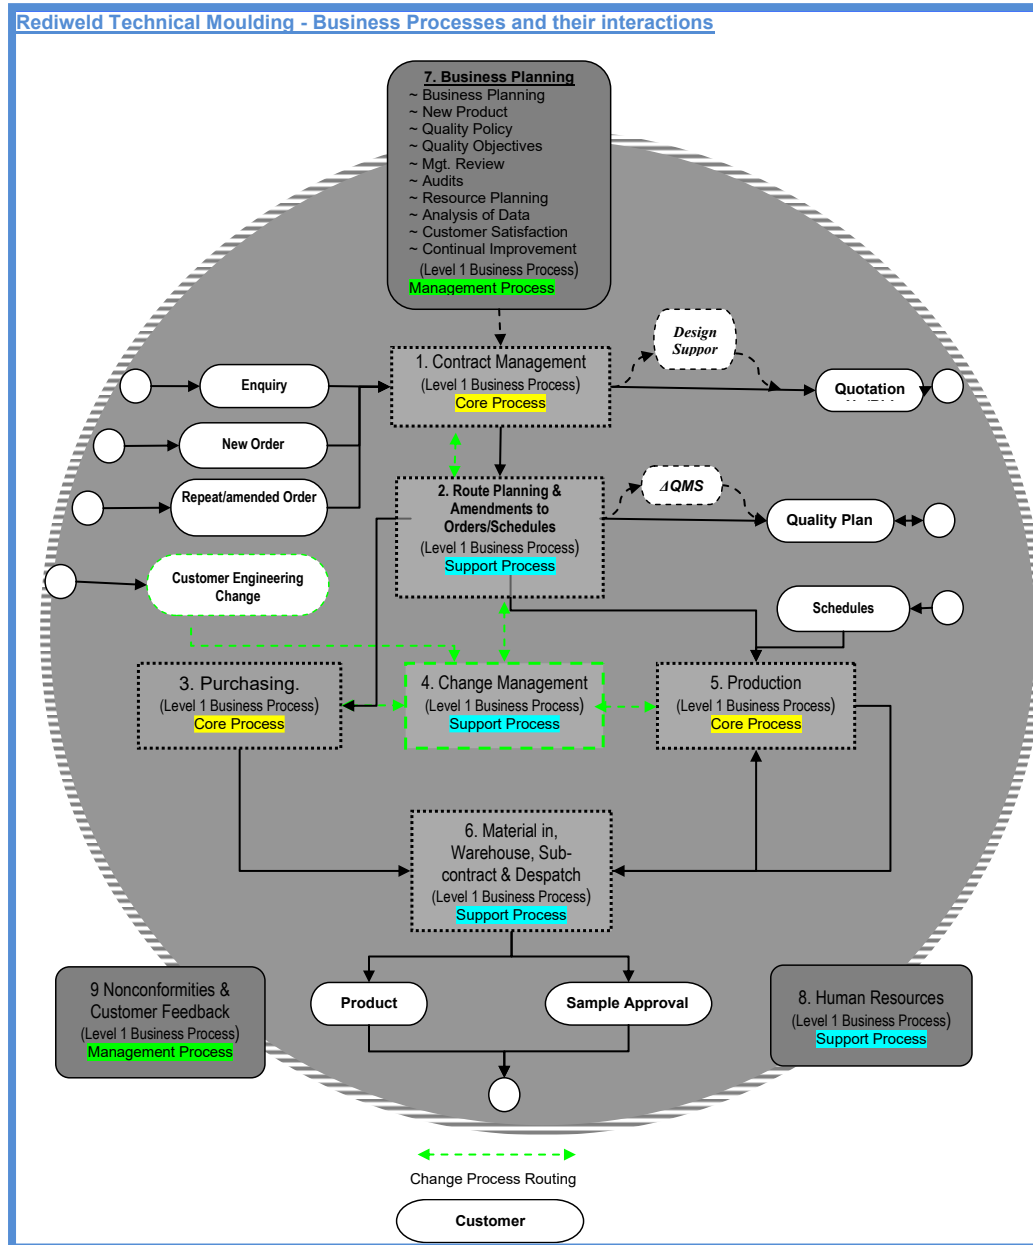 Rediweld Technical Moulding - Business Processes and their interactions
7. Business Planning
~ Business Planning
~ New Product
~ Quality Policy
~ Quality Objectives
~ Mgt. Review
~ Audits
~ Resource Planning
~ Analysis of Data
~ Customer Satisfaction
~ Continual Improvement
(Level 1 Business Process)
Management Process
Design
Suppor
1. Contract Management
(Level 1 Business Process)
Core Process
Enquiry
Quotation
New Order
Repeat/amended Order
2. Route Planning &
Amendments to
Orders/Schedules
(Level 1 Business Process)
Support Process
ΔQMS
Quality Plan
Customer Engineering
Change
Schedules
3. Purchasing.
(Level 1 Business Process)
Core Process
4. Change Management
(Level 1 Business Process)
Support Process
5. Production
(Level 1 Business Process)
Core Process
6. Material in,
Warehouse, Sub-
contract & Despatch
(Level 1 Business Process)
Support Process
9 Nonconformities &
Customer Feedback
(Level 1 Business Process)
Management Process
Product
Sample Approval
8. Human Resources
(Level 1 Business Process)
Support Process
Change Process Routing
Customer